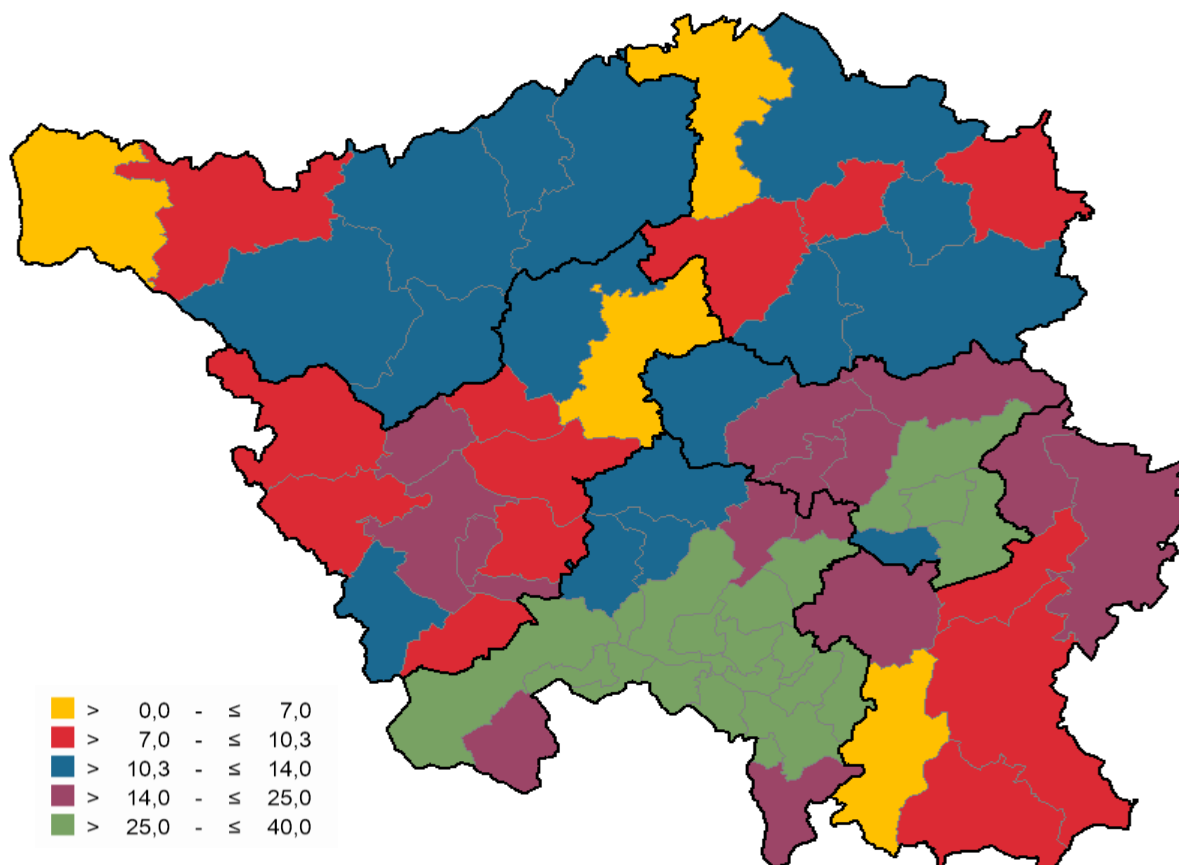 > 0,0 - ≤ 7,0
> 7,0 - ≤ 10,3
> 10,3 - ≤ 14,0
> 14,0 - ≤ 25,0
> 25,0 - ≤ 40,0